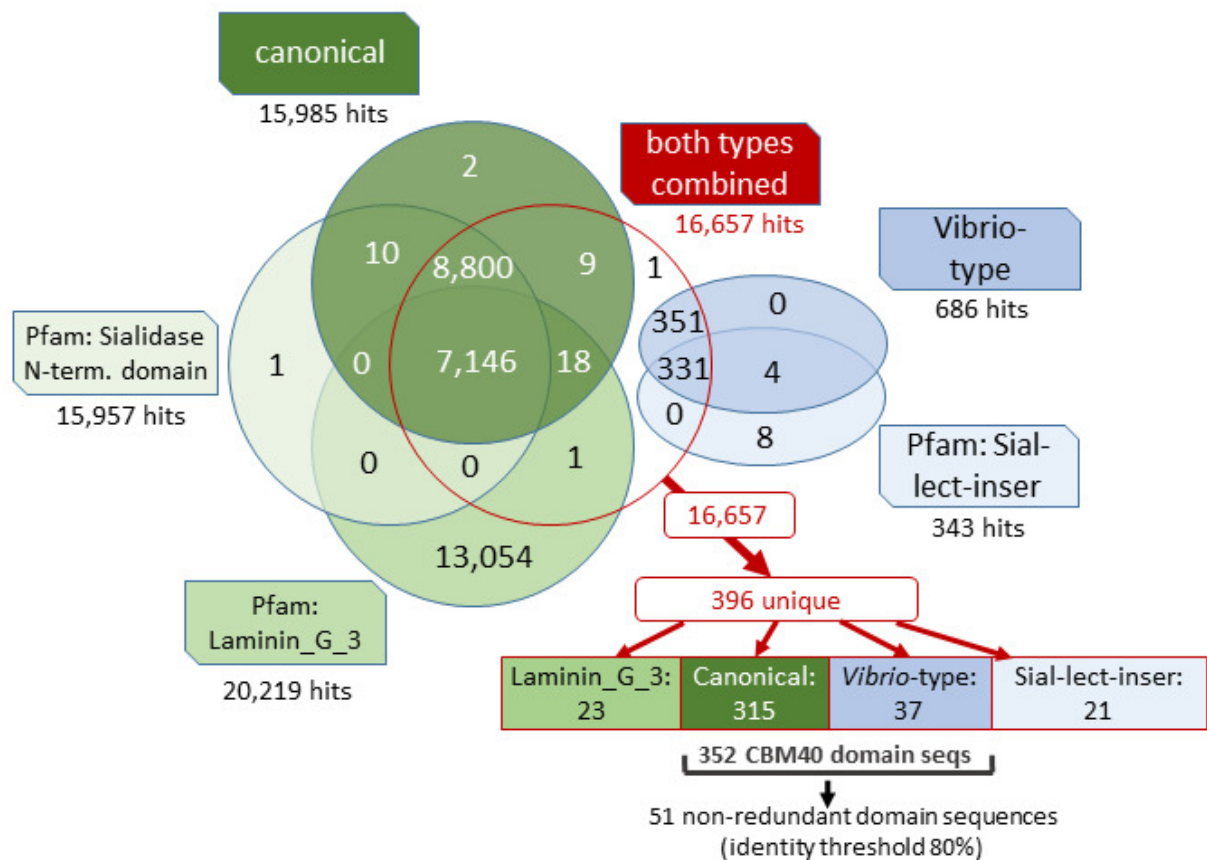 canonical
15,985 hits
both types
combined
16,657 hits
Vibrio-
type
686 hits
Pfam: Sialidase
N-term. domain
15,957 hits
Pfam: Sial-
lect-inser
343 hits
Pfam:
Laminin_G_3
20,219 hits
2
10
8,800
9
1
351
0
1
0
7,146
18
331
4
0
8
0
0
1
13,054
16,657
396 unique
Laminin_G_3:
23
Canonical:
315
Vibrio-type:
37
Sial-lect-inser:
21
352 CBM40 domain seqs
51 non-redundant domain sequences
(identity threshold 80%)